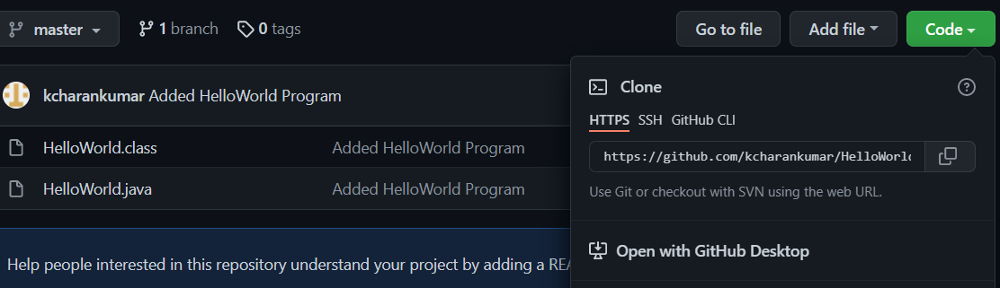 master 1 branch 0 tags Go to file Add file Code
kcharankumar Added HelloWorld Program
HelloWorld.class Added HelloWorld Program
HelloWorld.java Added HelloWorld Program
Help people interested in this repository understand your project by adding a
Clone
HTTPS SSH GitHub CLI
https://github.com/kcharankumar/HelloWorld
Use Git or checkout with SVN using the web URL.
Open with GitHub Desktop